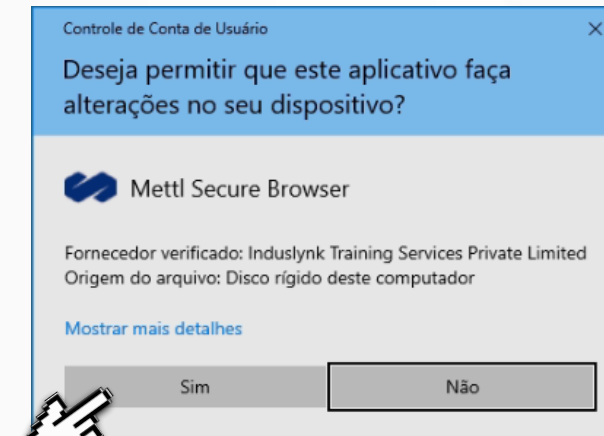 Controle de Conta de Usuário
Deseja permitir que este aplicativo faça
alterações no seu dispositivo?
Mettl Secure Browser
Fornecedor verificado: Induslynk Training Services Private Limited
Origem do arquivo: Disco rígido deste computador
Mostrar mais detalhes
Sim
Não